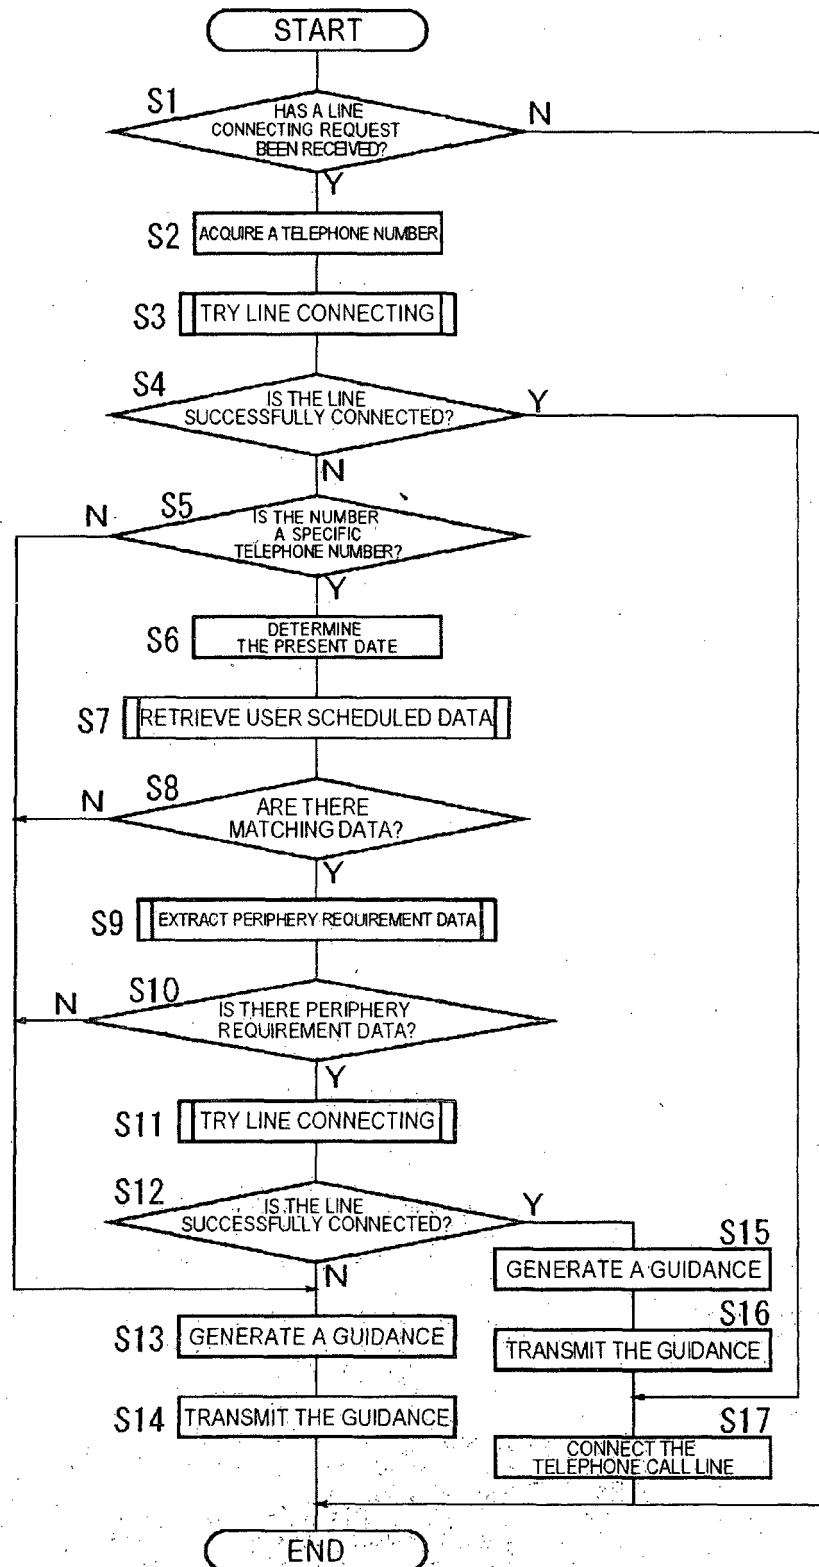 START
S1
HAS A LINE
CONNECTING REQUEST
BEEN RECEIVED?
N
Y
S2
ACQUIRE A TELEPHONE NUMBER
S3
TRY LINE CONNECTING
S4
IS THE LINE
SUCCESSFULLY CONNECTED?
Y
N
S5
N
IS THE NUMBER
A SPECIFIC
TELEPHONE NUMBER?
Y
S6
DETERMINE
THE PRESENT DATE
S7
RETRIEVE USER SCHEDULED DATA
S8
N
ARE THERE
MATCHING DATA?
Y
S9
EXTRACT PERIPHERY REQUIREMENT DATA
S10
N
IS THERE PERIPHERY
REQUIREMENT DATA?
Y
S11
TRY LINE CONNECTING
S12
IS THE LINE
SUCCESSFULLY CONNECTED?
Y
N
S15
GENERATE A GUIDANCE
S16
TRANSMIT THE GUIDANCE
S13
GENERATE A GUIDANCE
S14
TRANSMIT THE GUIDANCE
S17
CONNECT THE
TELEPHONE CALL LINE
END